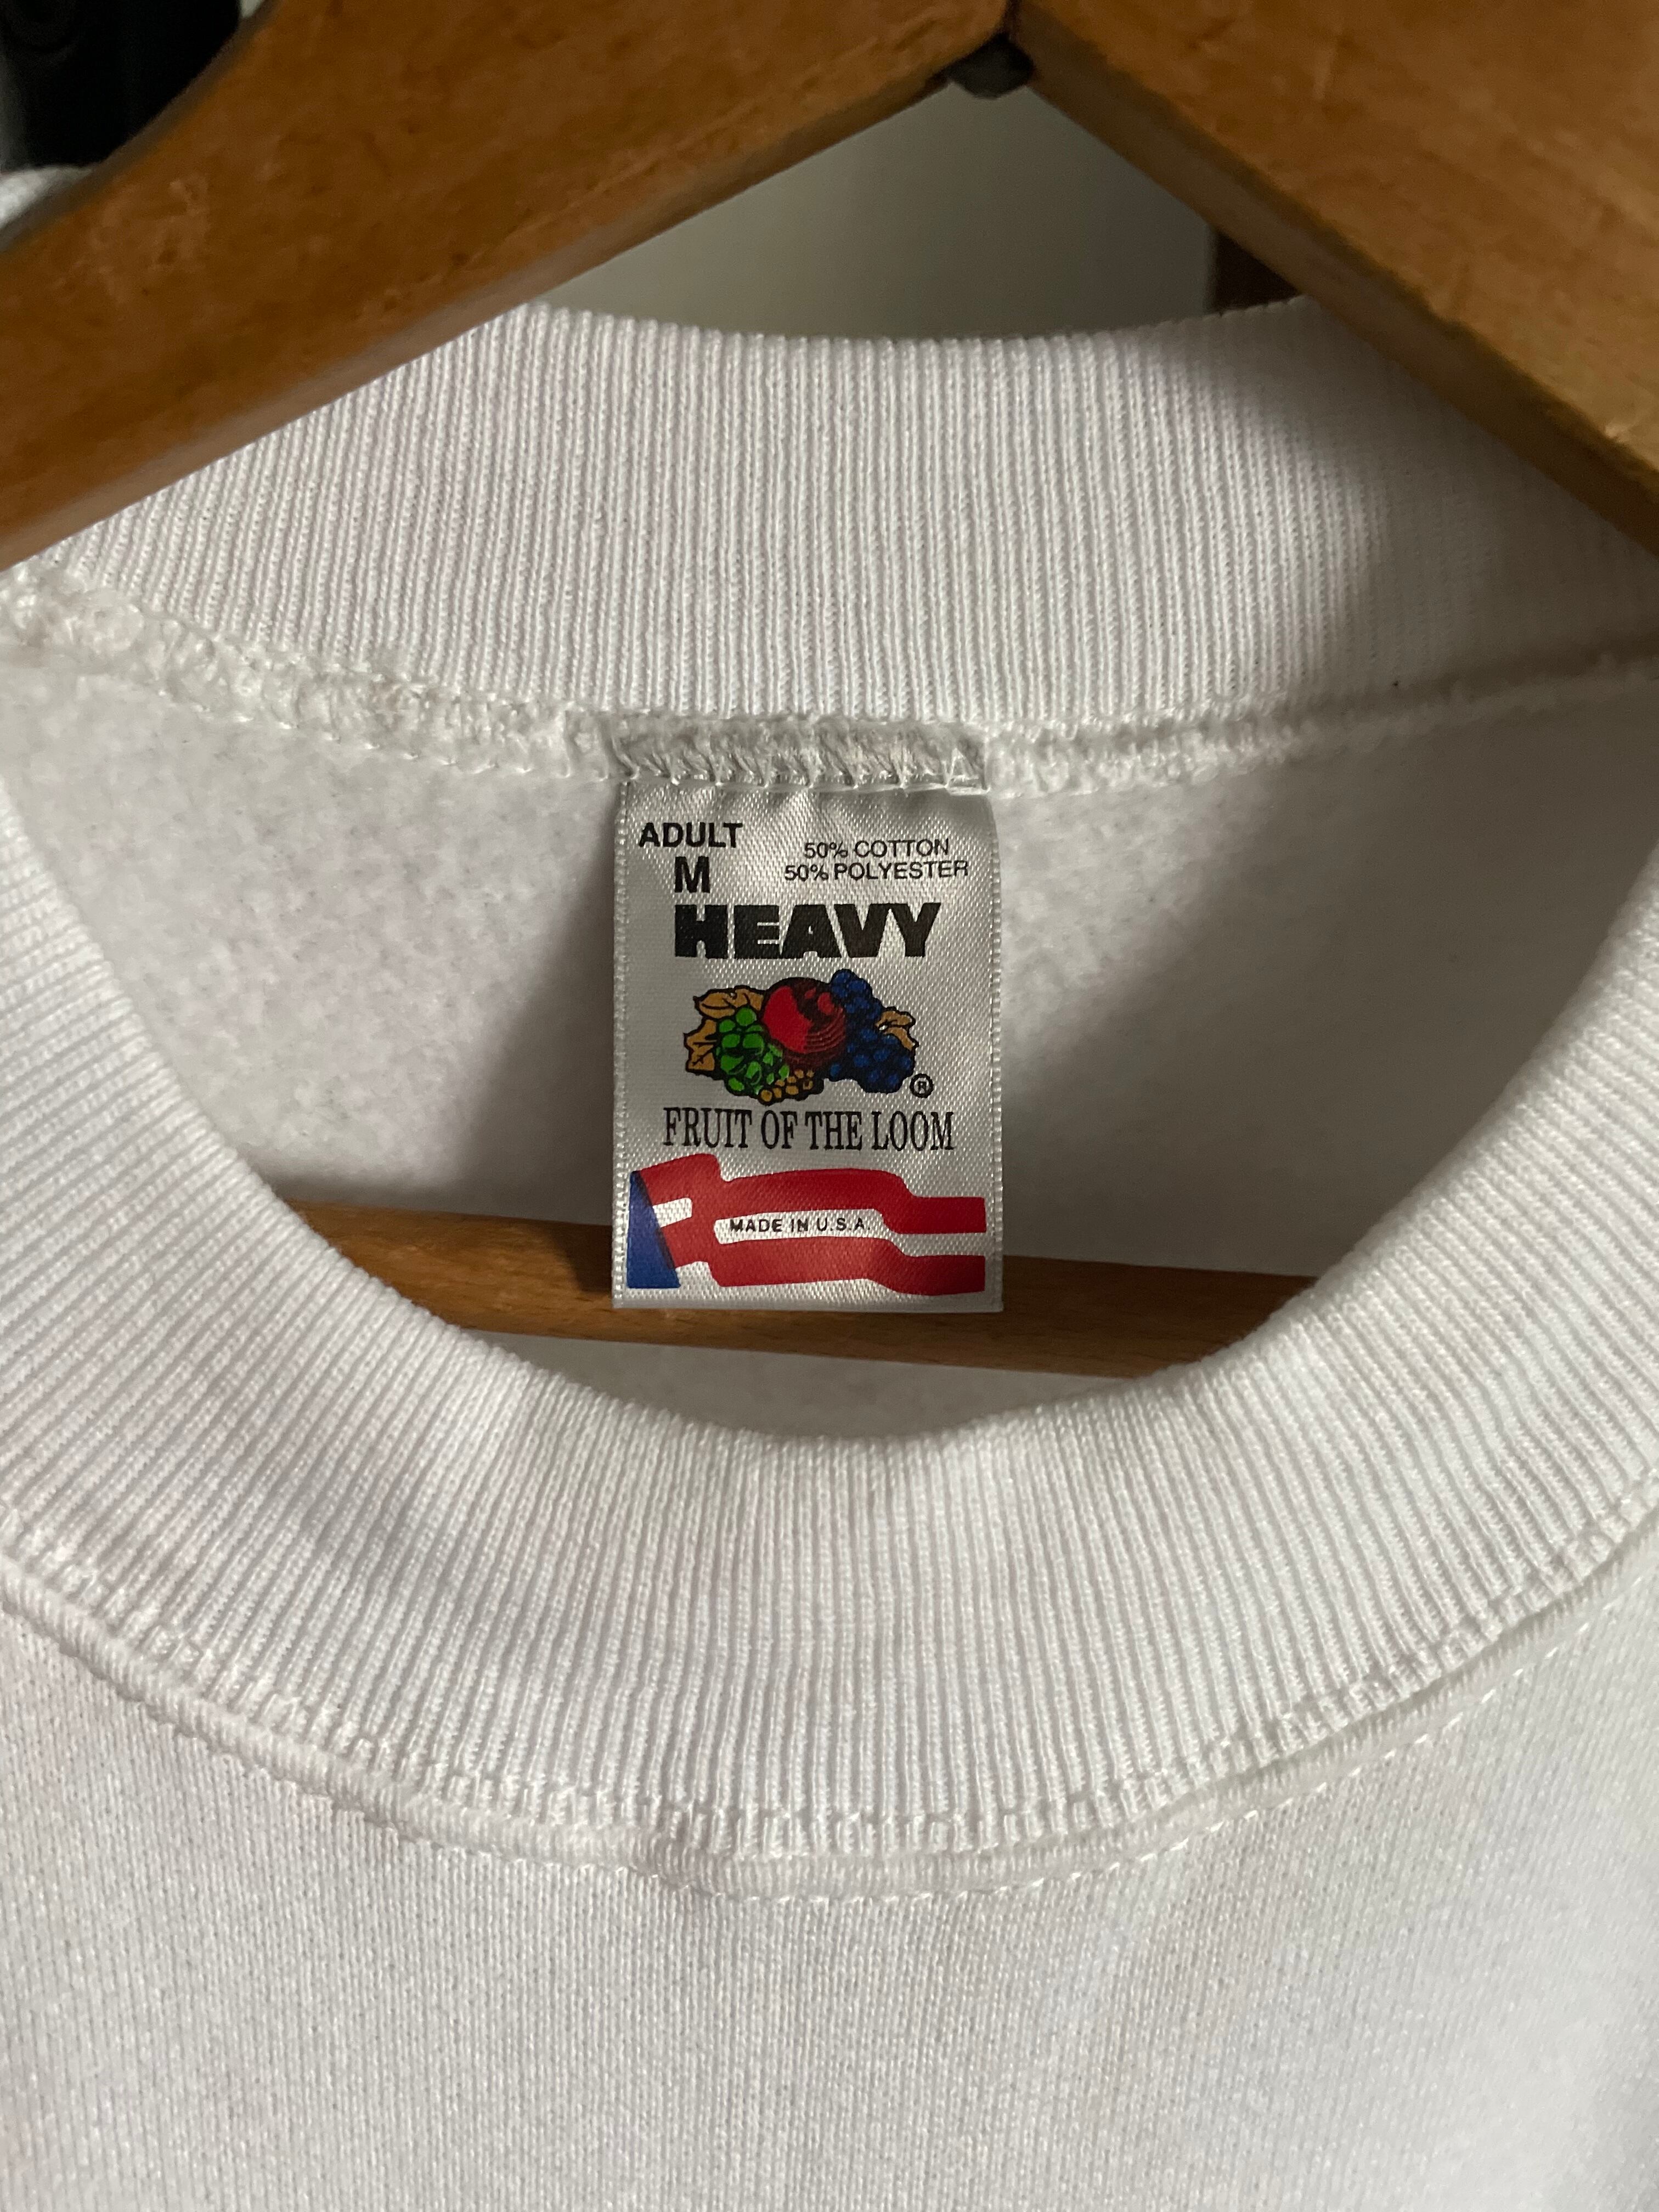 ADULT
M
50% COTTON
50% POLYESTER
HEAVY
®
FRUIT OF THE LOOM
MADE IN U.S.A.